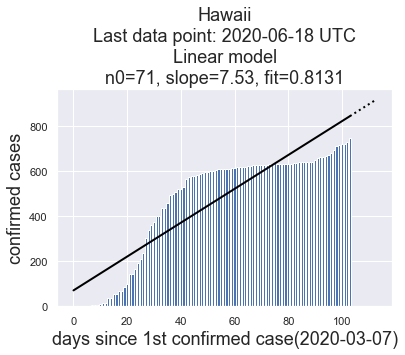 Hawaii
Last data point: 2020-06-18 UTC
Linear model
n0=71, slope=7.53, fit=0.8131
confirmed cases
800
600
400
200
0
0 20 40 60 80 100
days since 1st confirmed case(2020-03-07)